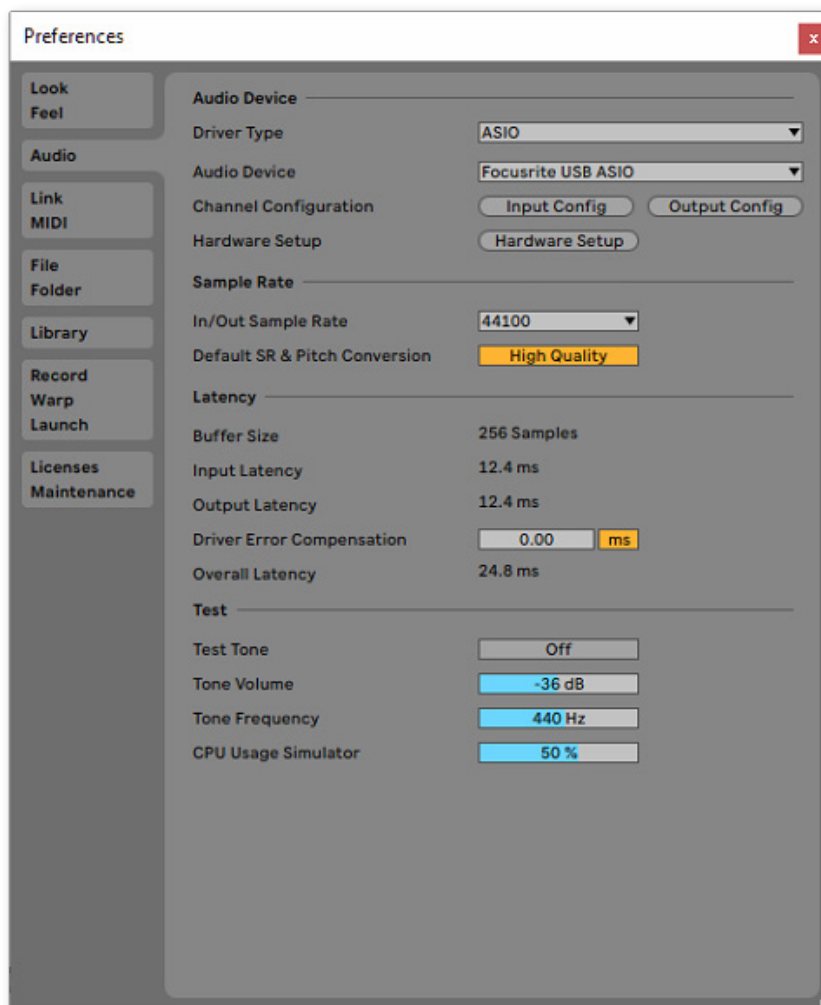 Preferences
x
Look
Feel
Audio
Link
MIDI
File
Folder
Library
Record
Warp
Launch
Licenses
Maintenance
Audio Device
Driver Type ASIO
Audio Device Focusrite USB ASIO
Channel Configuration Input Config Output Config
Hardware Setup Hardware Setup
Sample Rate
In/Out Sample Rate 44100
Default SR & Pitch Conversion High Quality
Latency
Buffer Size 256 Samples
Input Latency 12.4 ms
Output Latency 12.4 ms
Driver Error Compensation 0.00 ms
Overall Latency 24.8 ms
Test
Test Tone Off
Tone Volume -36 dB
Tone Frequency 440 Hz
CPU Usage Simulator 50 %